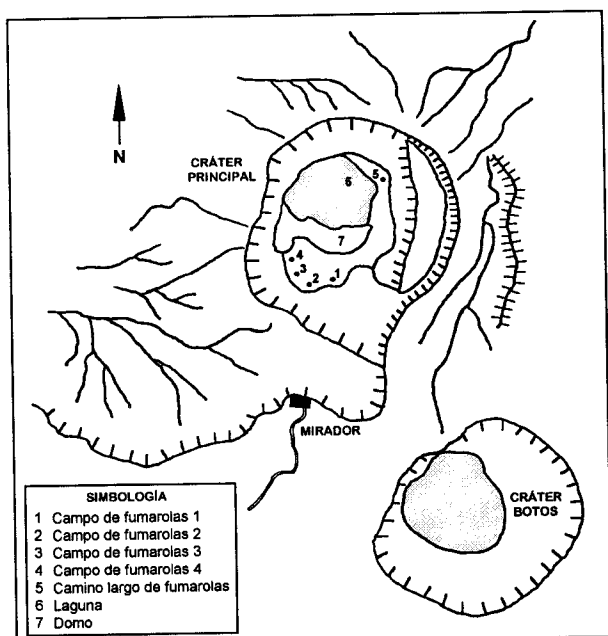 N
CRÁTER
PRINCIPAL
6
5
7
4
3
2
1
MIRADOR
CRÁTER
BOTOS
SIMBOLOGÍA
1 Campo de fumarolas 1
2 Campo de fumarolas 2
3 Campo de fumarolas 3
4 Campo de fumarolas 4
5 Camino largo de fumarolas
6 Laguna
7 Domo